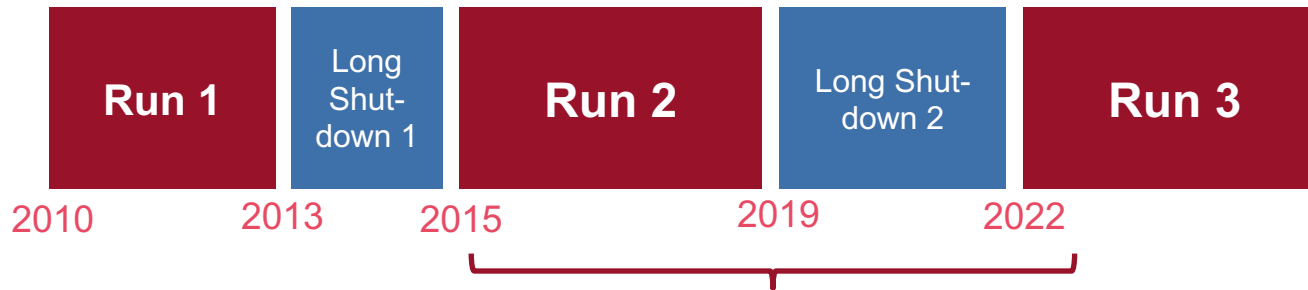 Run 1
Long
Shut-
down 1
Run 2
Long Shut-
down 2
Run 3
2010
2013
2015
2019
2022